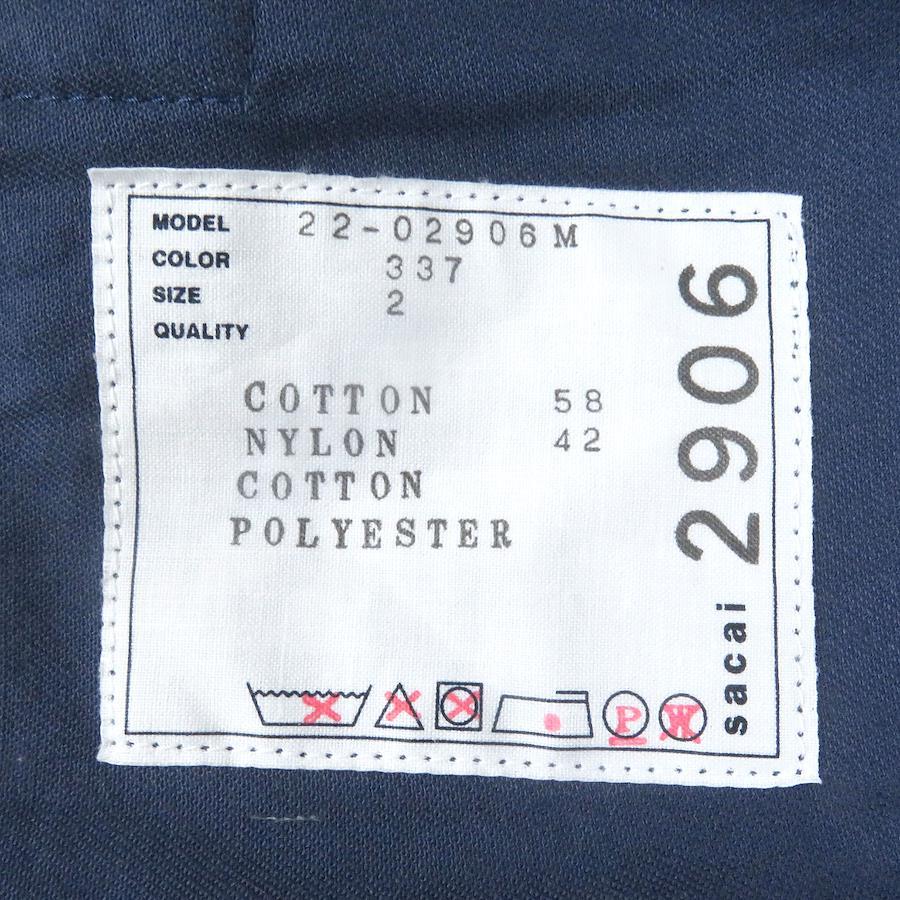 MODEL 22-02906M
COLOR 337
SIZE 2
QUALITY
COTTON 58
NYLON 42
COTTON
POLYESTER
P W
sacai 2906